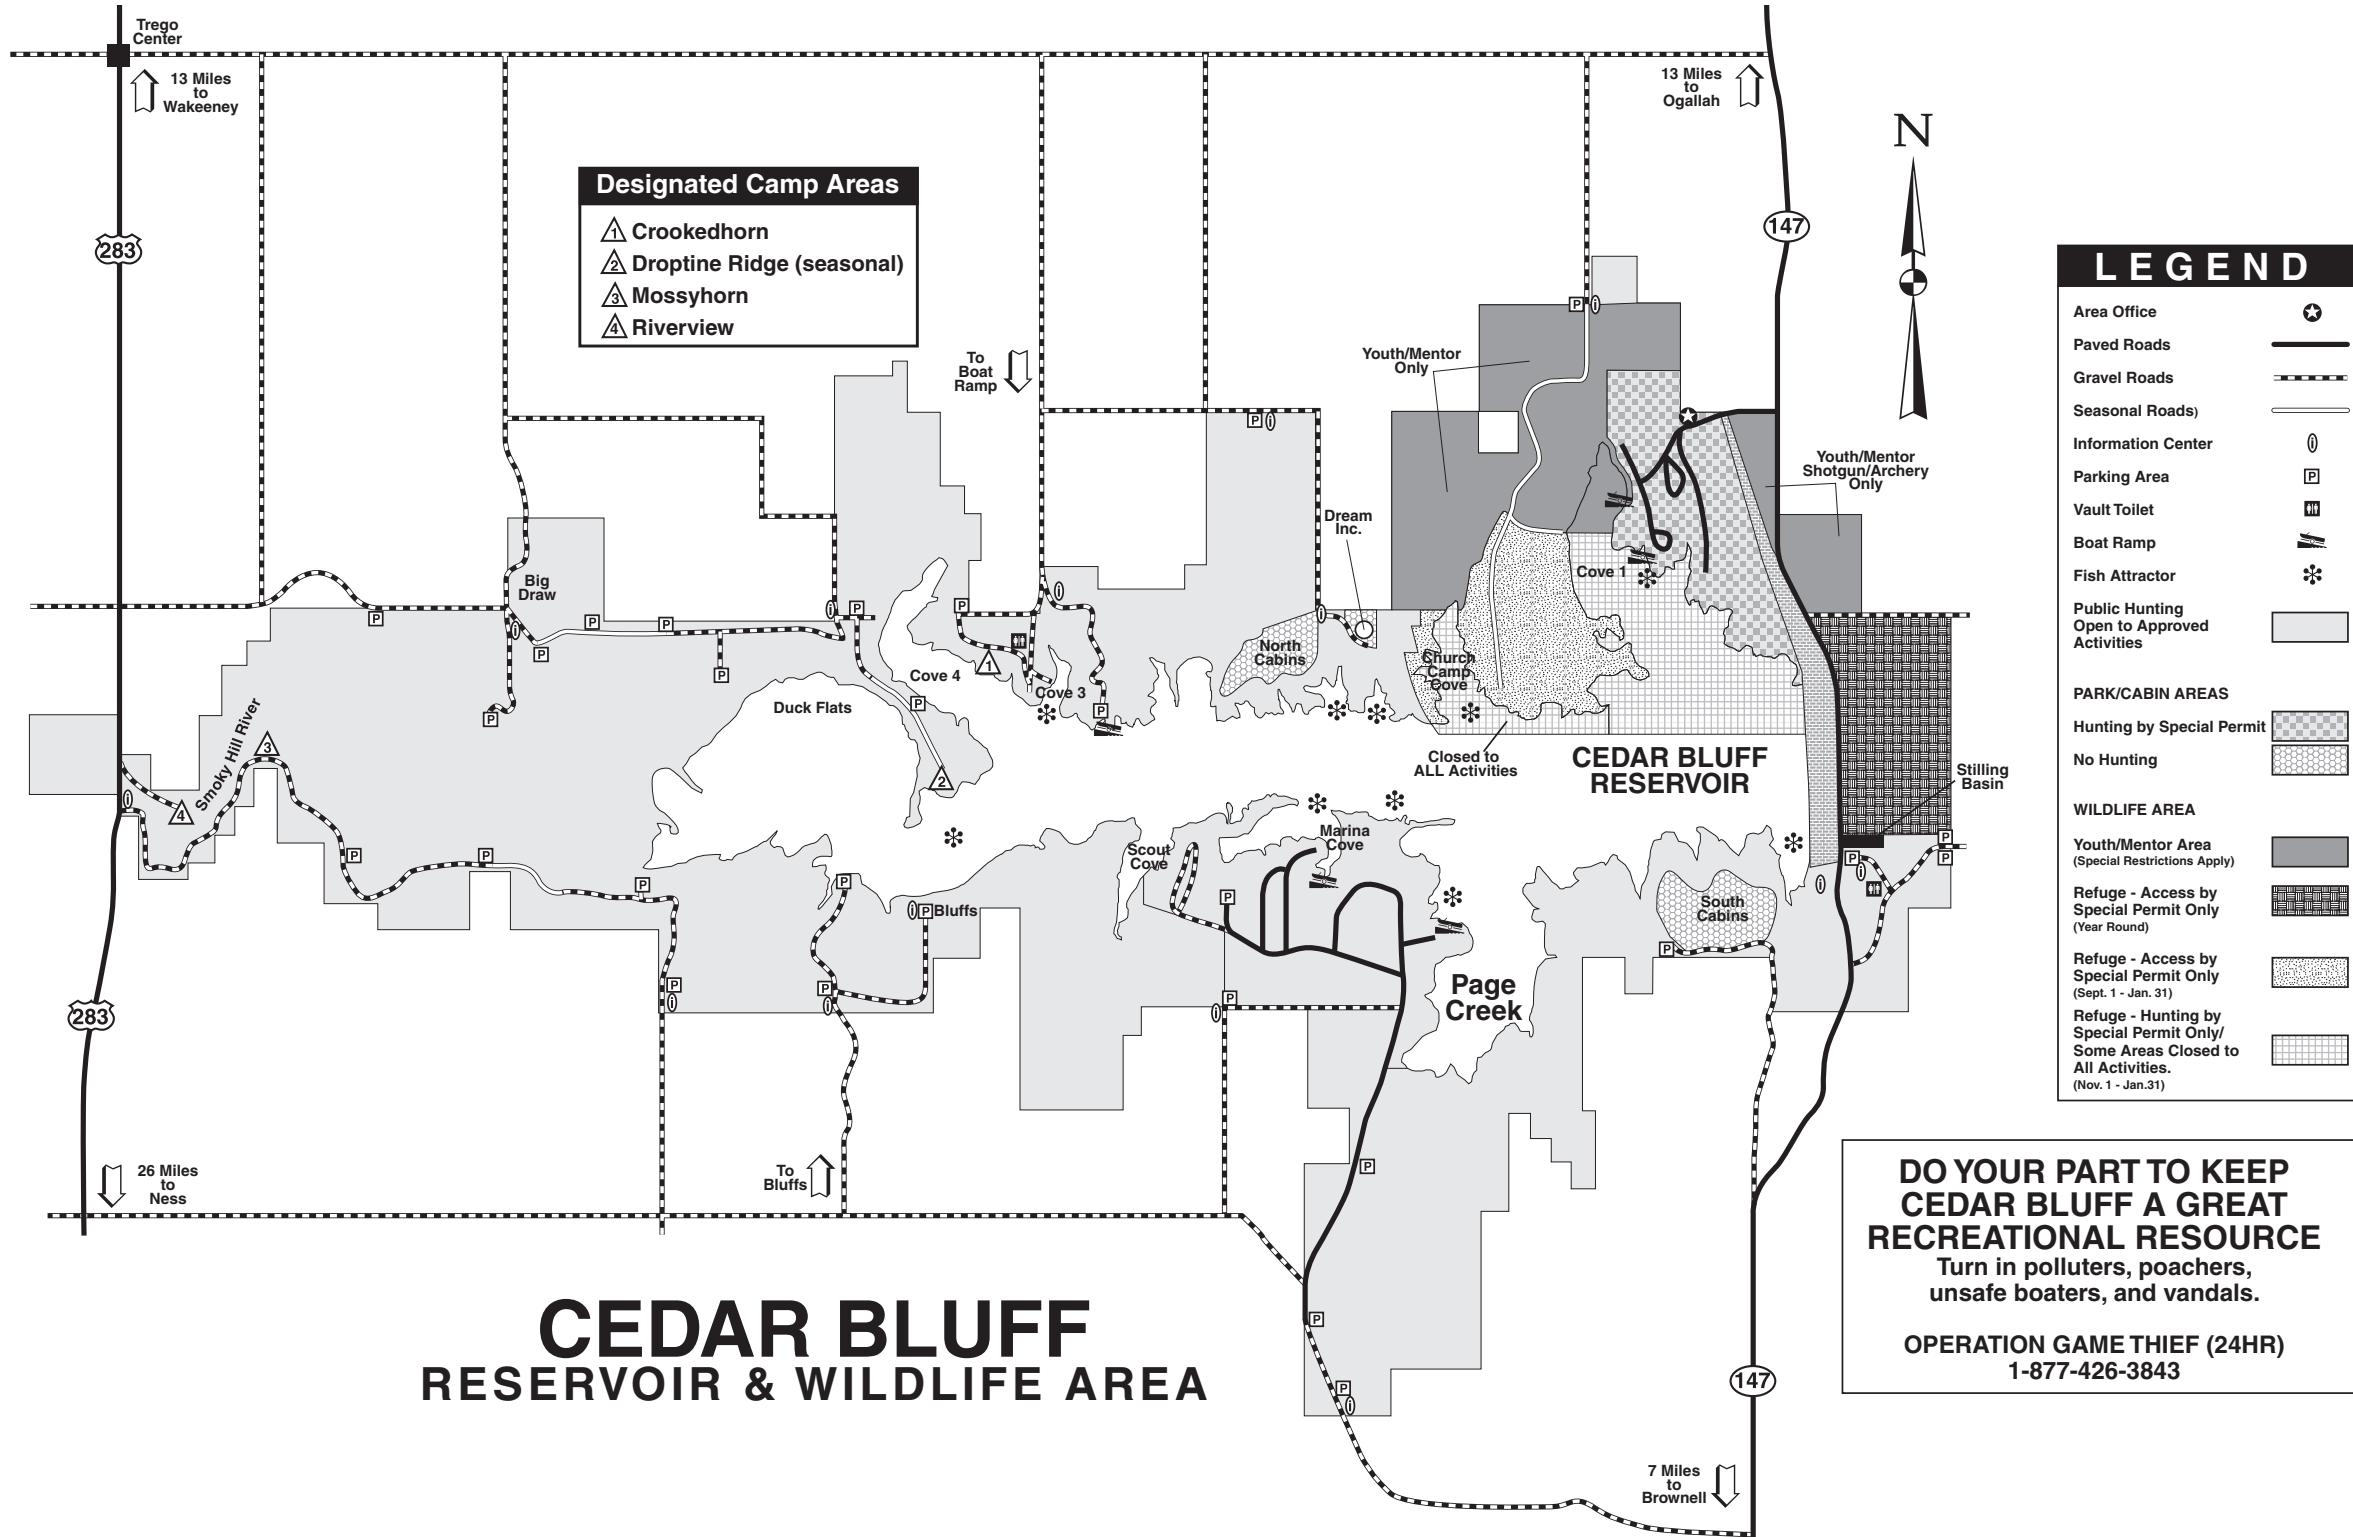 Trego
Center
13 Miles
to
Wakeeney
13 Miles
to
Ogallah
N
283
147
Designated Camp Areas
1 Crookedhorn
2 Droptine Ridge (seasonal)
3 Mossyhorn
4 Riverview
To
Boat
Ramp
Youth/Mentor
Only
Youth/Mentor
Shotgun/Archery
Only
Dream
Inc.
Big
Draw
Cove 1
North
Cabins
Church
Camp
Cove
Cove 4
Cove 3
1
Duck Flats
Smoky Hill River
3
2
4
Closed to
ALL Activities
CEDAR BLUFF
RESERVOIR
Stilling
Basin
Scout
Cove
Marina
Cove
South
Cabins
Bluffs
Page
Creek
283
26 Miles
to
Ness
To
Bluffs
147
7 Miles
to
Brownell
CEDAR BLUFF
RESERVOIR & WILDLIFE AREA
LEGEND
Area Office
Paved Roads
Gravel Roads
Seasonal Roads)
Information Center i
Parking Area P
Vault Toilet
Boat Ramp
Fish Attractor
Public Hunting
Open to Approved
Activities
PARK/CABIN AREAS
Hunting by Special Permit
No Hunting
WILDLIFE AREA
Youth/Mentor Area
(Special Restrictions Apply)
Refuge - Access by
Special Permit Only
(Year Round)
Refuge - Access by
Special Permit Only
(Sept. 1 - Jan. 31)
Refuge - Hunting by
Special Permit Only/
Some Areas Closed to
All Activities.
(Nov. 1 - Jan.31)
DO YOUR PART TO KEEP
CEDAR BLUFF A GREAT
RECREATIONAL RESOURCE
Turn in polluters, poachers,
unsafe boaters, and vandals.
OPERATION GAME THIEF (24HR)
1-877-426-3843